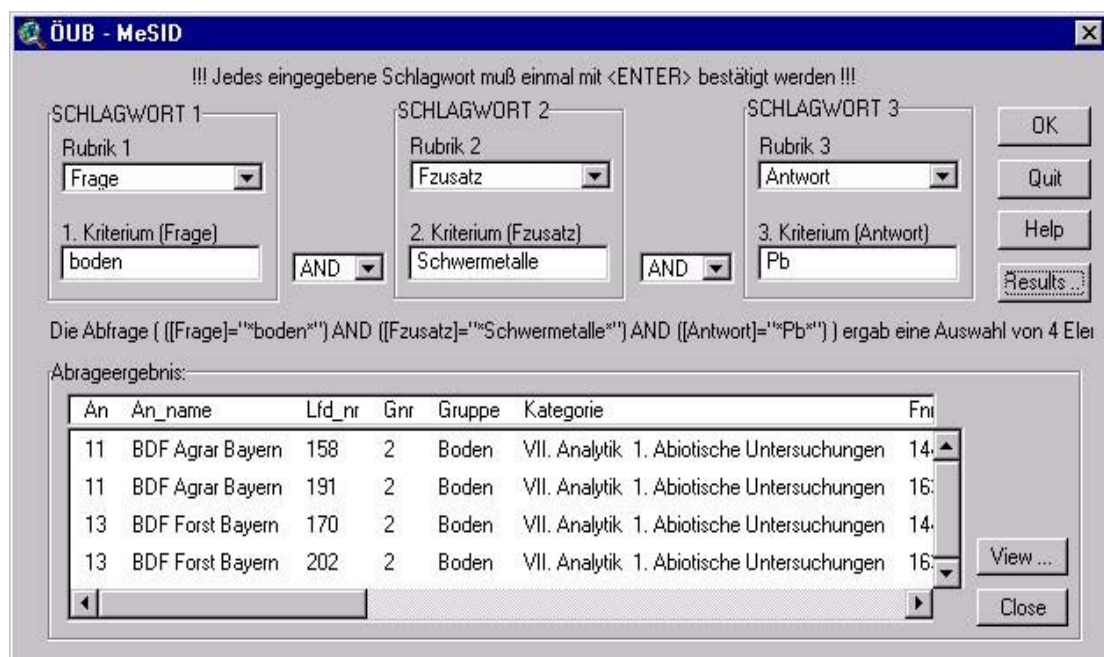 ÖUB - MeSID
!!! Jedes eingegebene Schlagwort muß einmal mit <ENTER> bestätigt werden !!!
SCHLAGWORT 1 SCHLAGWORT 2 SCHLAGWORT 3
OK
Rubrik 1 Rubrik 2 Rubrik 3
Frage Fzusatz Antwort Quit
1. Kriterium (Frage) 2. Kriterium (Fzusatz) 3. Kriterium (Antwort) Help
boden AND Schwermetalle AND Pb
Results ..
Die Abfrage ( ([Frage]="*boden*") AND ([Fzusatz]="*Schwermetalle*") AND ([Antwort]="*Pb*") ) ergab eine Auswahl von 4 Eler
Abrageergebnis:
An An_name Lfd_nr Gnr Gruppe Kategorie
11 BDF Agrar Bayern 158 2 Boden VII. Analytik 1. Abiotische Untersuchungen
11 BDF Agrar Bayern 191 2 Boden VII. Analytik 1. Abiotische Untersuchungen
13 BDF Forst Bayern 170 2 Boden VII. Analytik 1. Abiotische Untersuchungen
13 BDF Forst Bayern 202 2 Boden VII. Analytik 1. Abiotische Untersuchungen
View ...
Close